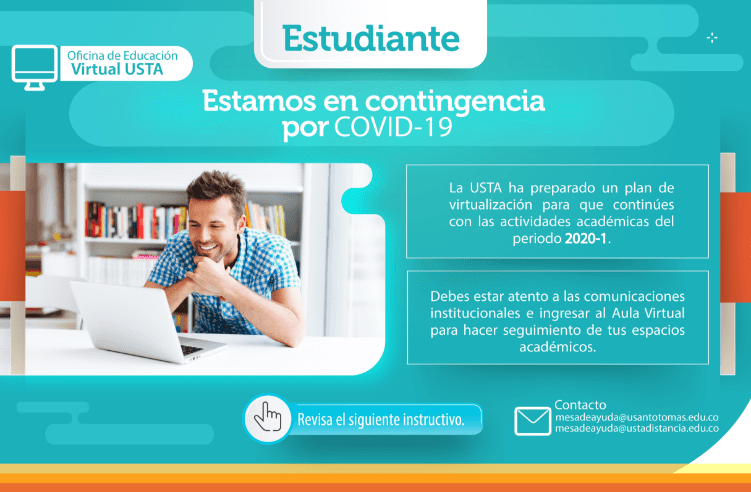 Estudiante
Oficina de Educación
Virtual USTA
Estamos en contingencia
por COVID-19
La USTA ha preparado un plan de
virtualización para que continúes
con las actividades académicas del
periodo 2020-1.
Debes estar atento a las comunicaciones
institucionales e ingresar al Aula Virtual
para hacer seguimiento de tus espacios
académicos.
Revisa el siguiente instructivo.
Contacto
mesadeayuda@usantotomas.edu.co
mesadeayuda@ustadistancia.edu.co